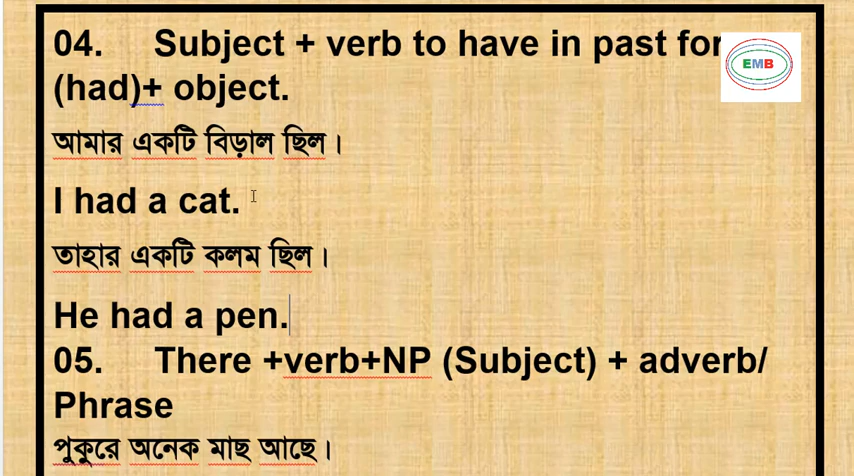 04. Subject + verb to have in past
(had)+ object.
আমার একটি বিড়াল ছিল।
I had a cat.
তাহার একটি কলম ছিল।
He had a pen.
05. There +verb+NP (Subject) + adverb/
Phrase
পুকুরে অনেক মাছ আছে।
EMB